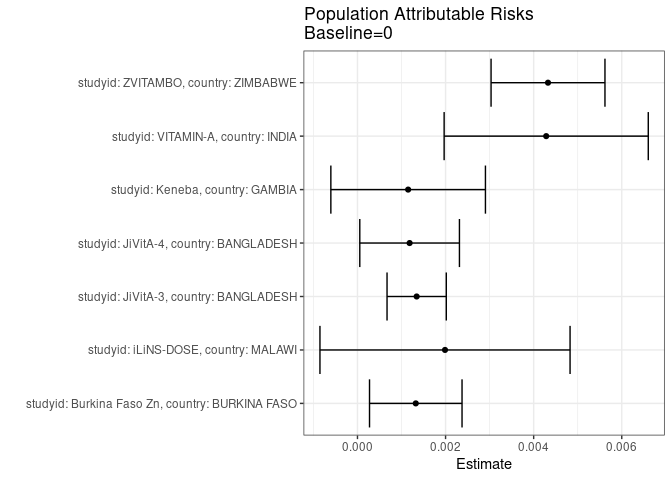 Population Attributable Risks
Baseline=0
studyid: ZVITAMBO, country: ZIMBABWE
studyid: VITAMIN-A, country: INDIA
studyid: Keneba, country: GAMBIA
studyid: JiVitA-4, country: BANGLADESH
studyid: JiVitA-3, country: BANGLADESH
studyid: iLiNS-DOSE, country: MALAWI
studyid: Burkina Faso Zn, country: BURKINA FASO
0.000 0.002 0.004 0.006
Estimate